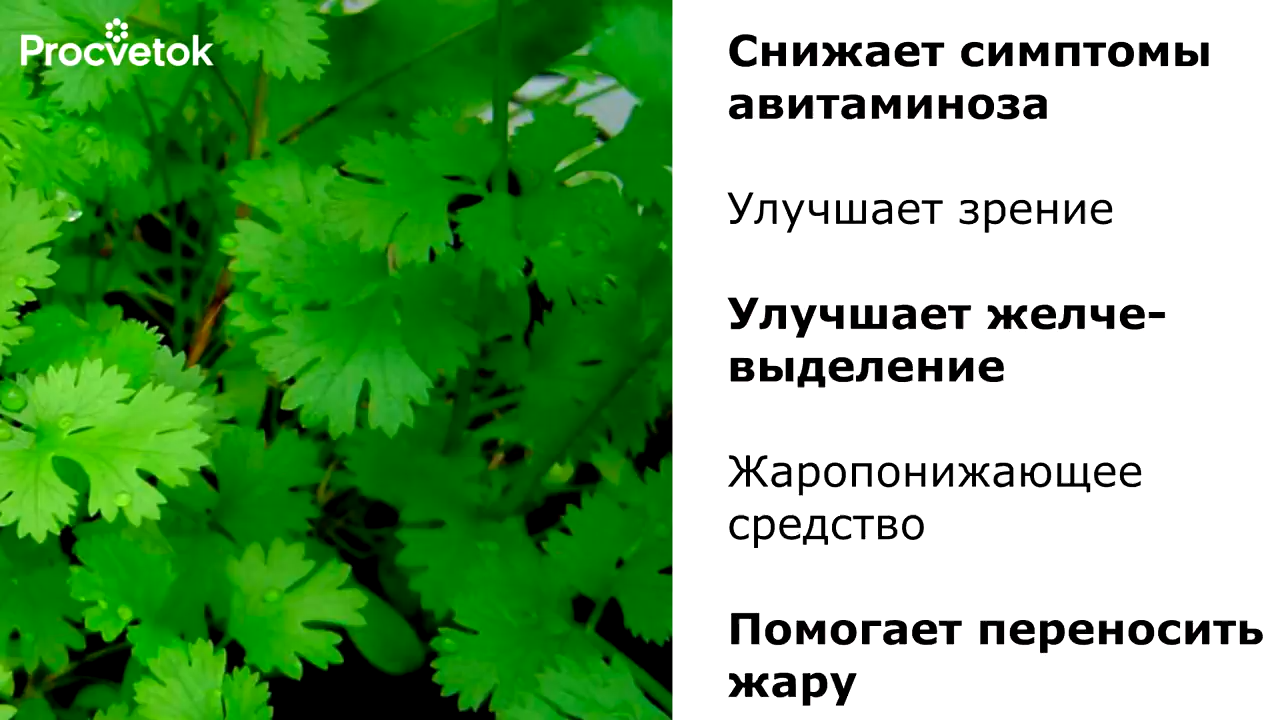 Procvetok
Снижает симптомы
авитаминоза
Улучшает зрение
Улучшает желче-
выделение
Жаропонижающее
средство
Помогает переносить
жару